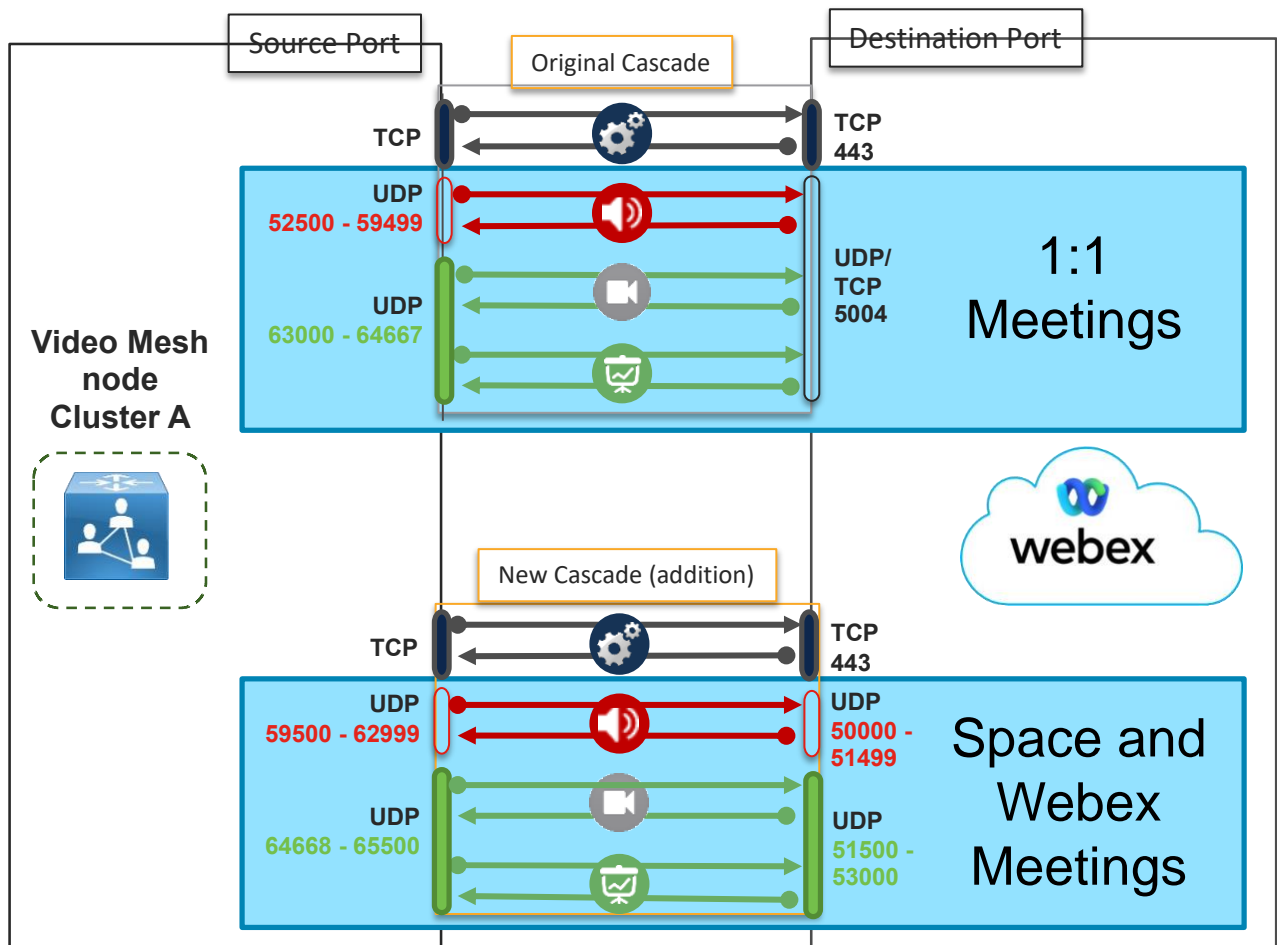 Source Port
Original Cascade
Destination Port
TCP
TCP
443
UDP
52500 - 59499
UDP
63000 - 64667
UDP/
TCP
5004
1:1
Meetings
Video Mesh
node
Cluster A
webex
New Cascade (addition)
TCP
TCP
443
UDP
59500 - 62999
UDP
50000 -
51499
UDP
64668 - 65500
UDP
51500 -
53000
Space and
Webex
Meetings